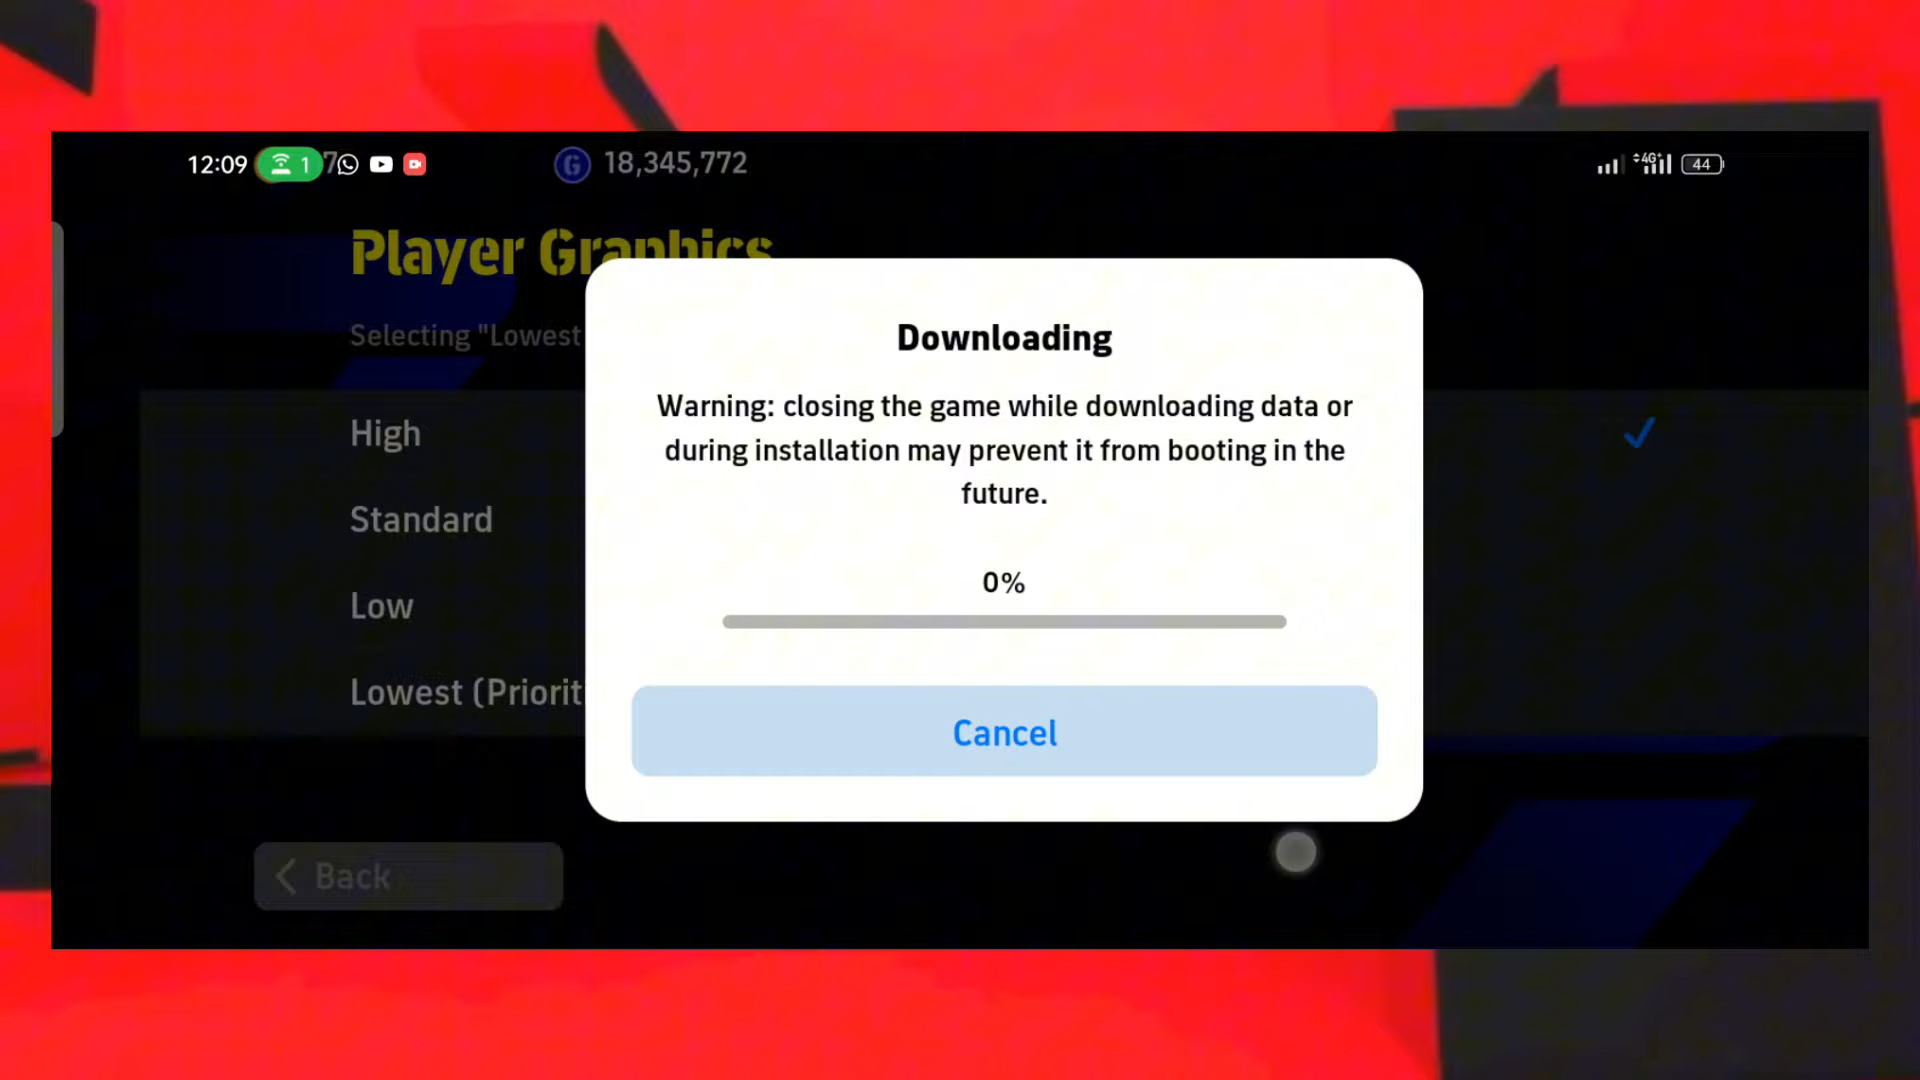 12:09 1 7 G 18,345,772 4G+ 44
Player Graphics
Selecting "Lowest
Downloading
Warning: closing the game while downloading data or
during installation may prevent it from booting in the
future.
0%
Cancel
High
Standard
Low
Lowest (Priorit
Back